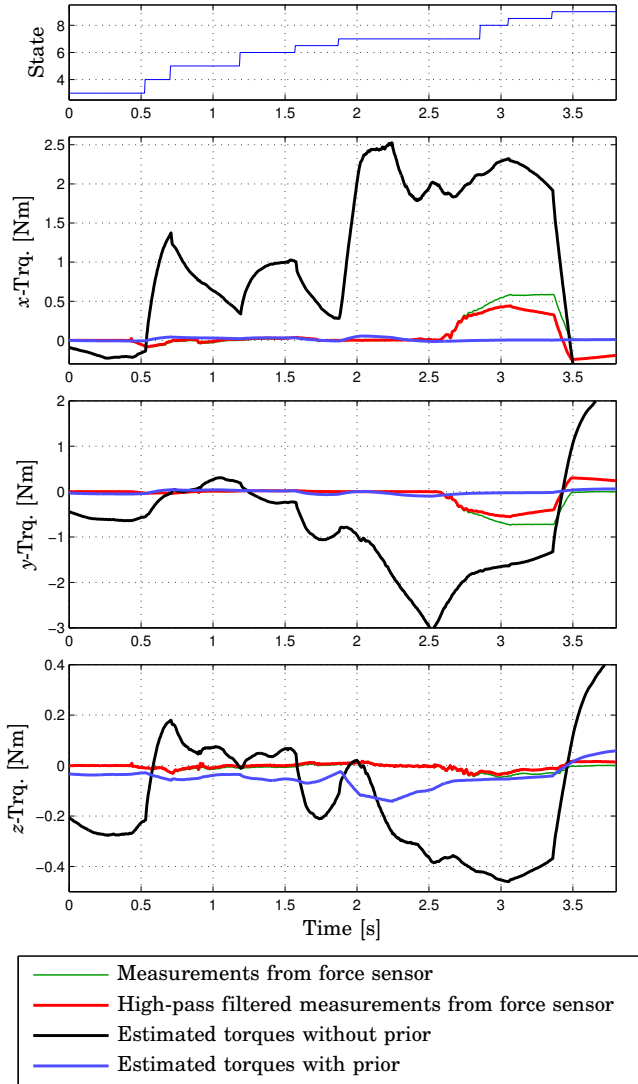 State
8
6
4
0 0.5 1 1.5 2 2.5 3 3.5
x-Trq. [Nm]
2.5
2
1.5
1
0.5
0
0 0.5 1 1.5 2 2.5 3 3.5
y-Trq. [Nm]
2
1
0
−1
−2
−3
0 0.5 1 1.5 2 2.5 3 3.5
z-Trq. [Nm]
0.4
0.2
0
−0.2
−0.4
0 0.5 1 1.5 2 2.5 3 3.5
Time [s]
Measurements from force sensor
High-pass filtered measurements from force sensor
Estimated torques without prior
Estimated torques with prior